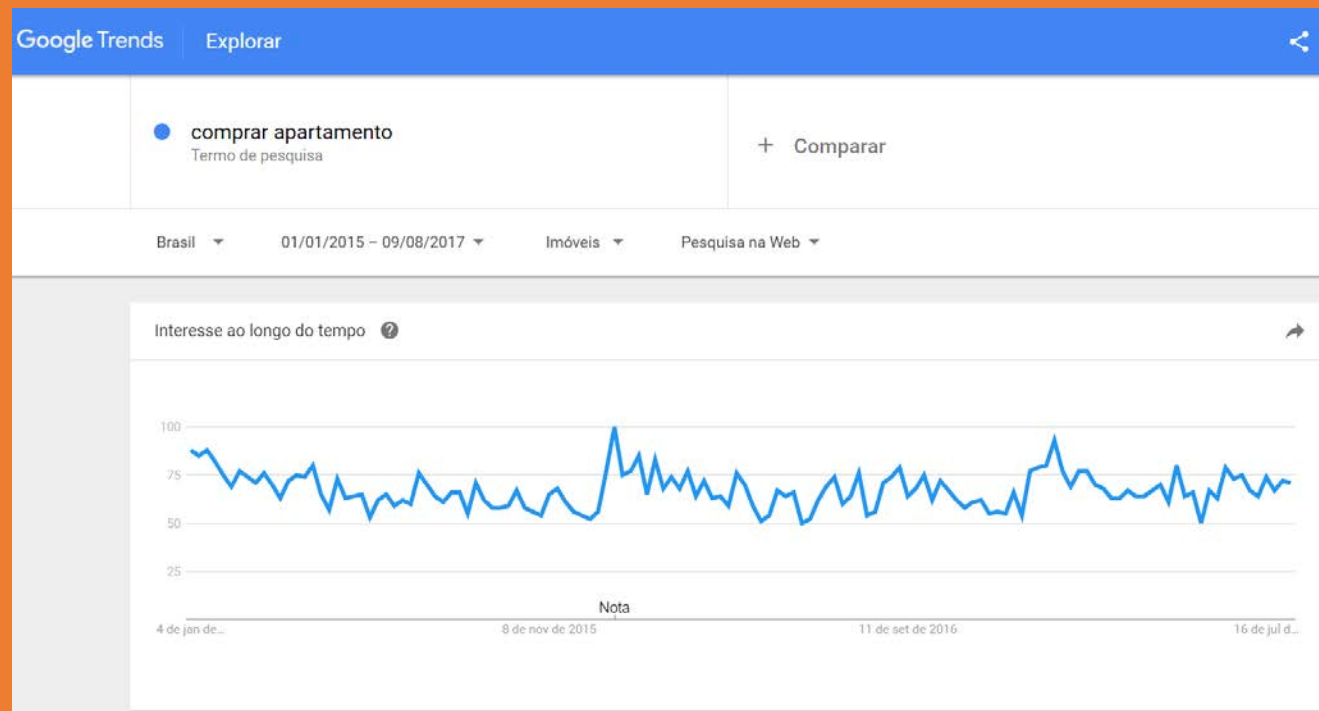 Google Trends Explorar
comprar apartamento
Termo de pesquisa
+ Comparar
Brasil 01/01/2015 – 09/08/2017 Imóveis Pesquisa na Web
Interesse ao longo do tempo ?
100
75
50
25
Nota
4 de jan de... 8 de nov de 2015 11 de set de 2016 16 de jul d...